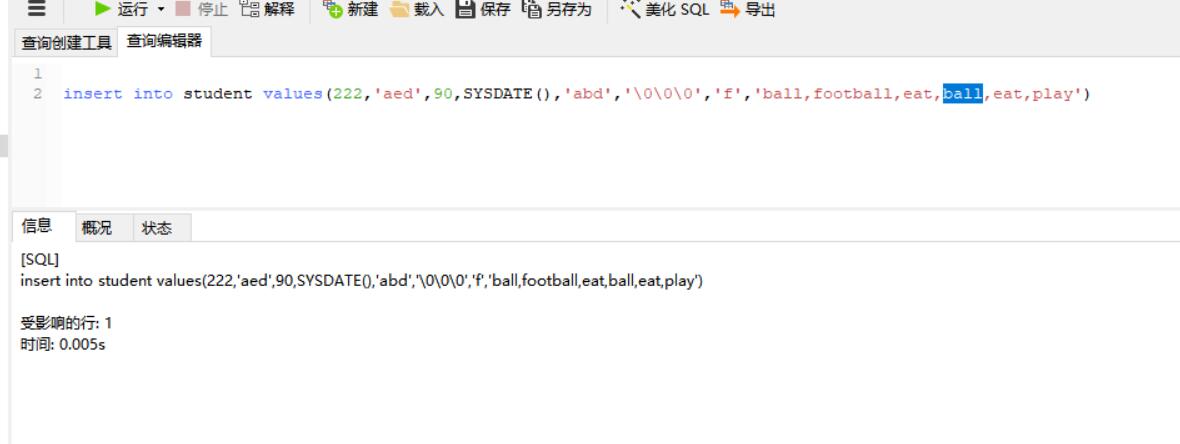 运行 停止 解释 新建 载入 保存 另存为 美化 SQL 导出
查询创建工具 查询编辑器
1
2 insert into student values(222,'aed',90,SYSDATE(),'abd','\0\0\0','f','ball,football,eat,ball,eat,play')
信息 概况 状态
[SQL]
insert into student values(222,'aed',90,SYSDATE(),'abd','\0\0\0','f','ball,football,eat,ball,eat,play')
受影响的行: 1
时间: 0.005s